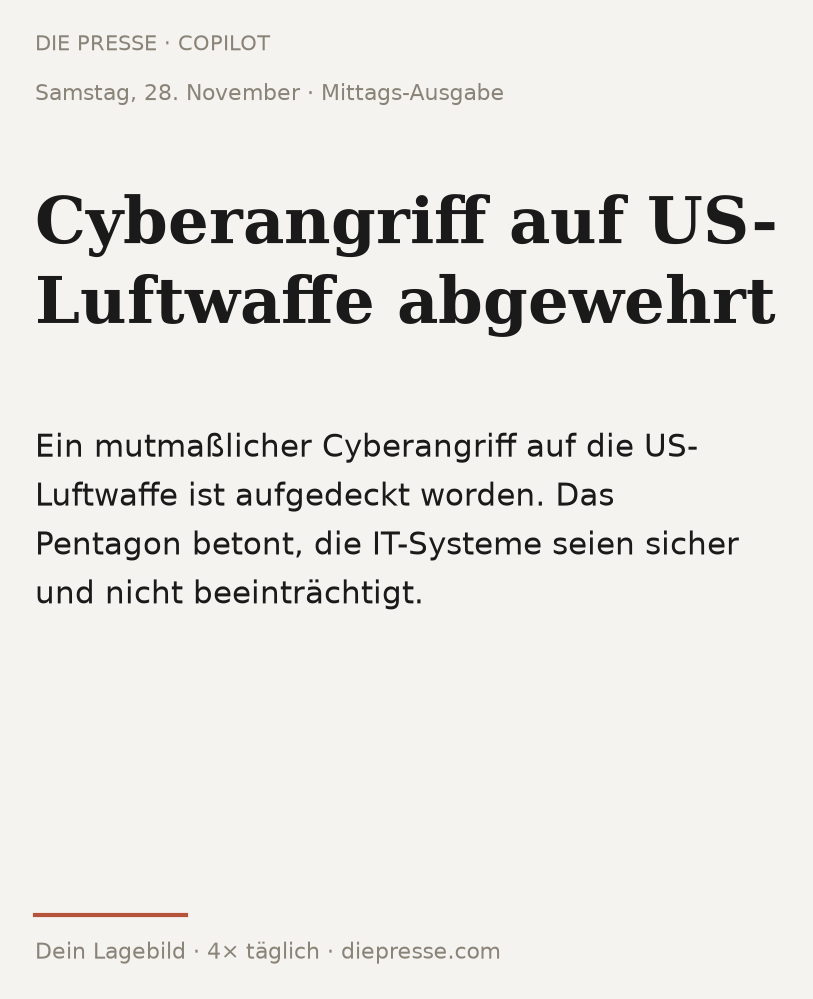 DIE PRESSE · COPILOT
Samstag, 28. November · Mittags-Ausgabe
Cyberangriff auf US-
Luftwaffe abgewehrt
Ein mutmaßlicher Cyberangriff auf die US-
Luftwaffe ist aufgedeckt worden. Das
Pentagon betont, die IT-Systeme seien sicher
und nicht beeinträchtigt.
Dein Lagebild · 4× täglich · diepresse.com